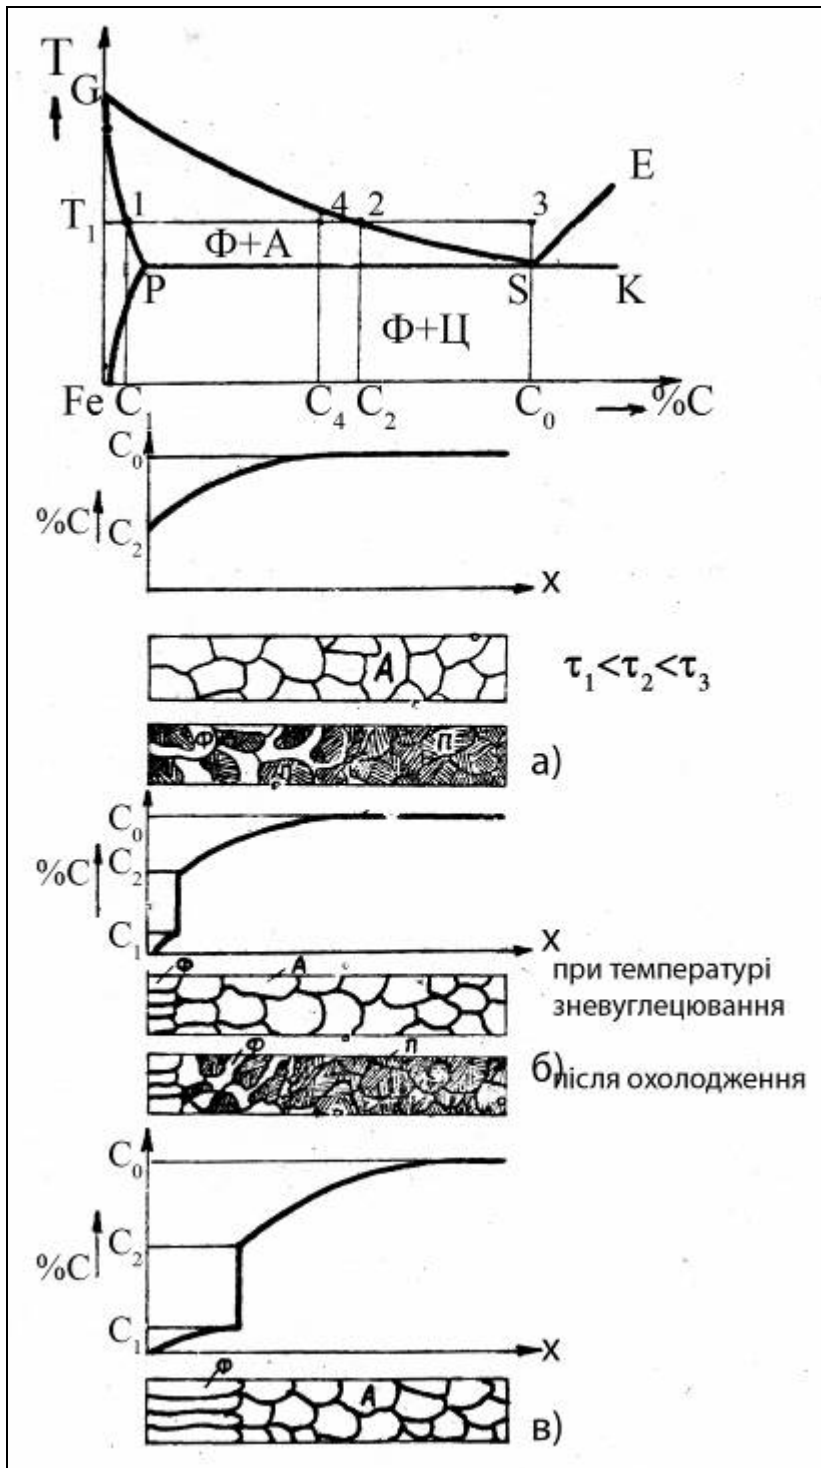 T
G
E
T₁
1
4
2
3
Ф+А
P
S
K
Ф+Ц
Fe
C₁
C₄
C₂
C₀
%C
C₀
%C
C₂
x
А
τ₁<τ₂<τ₃
Ф
П
П
а)
C₀
C₂
%C
C₁
x
Ф
А
при температурі
зневуглецювання
Ф
П
б)
після охолодження
C₀
C₂
%C
C₁
x
Ф
А
в)